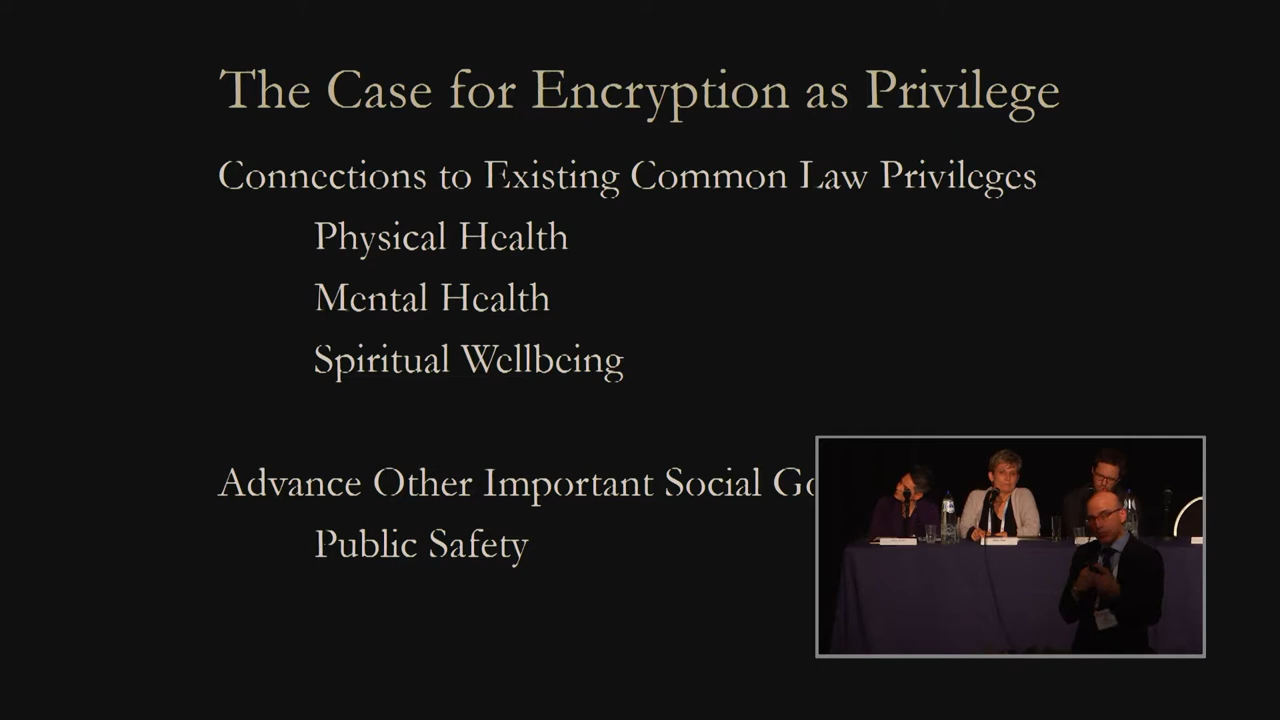 The Case for Encryption as Privilege
Connections to Existing Common Law Privileges
Physical Health
Mental Health
Spiritual Wellbeing
Advance Other Important Social Go
Public Safety